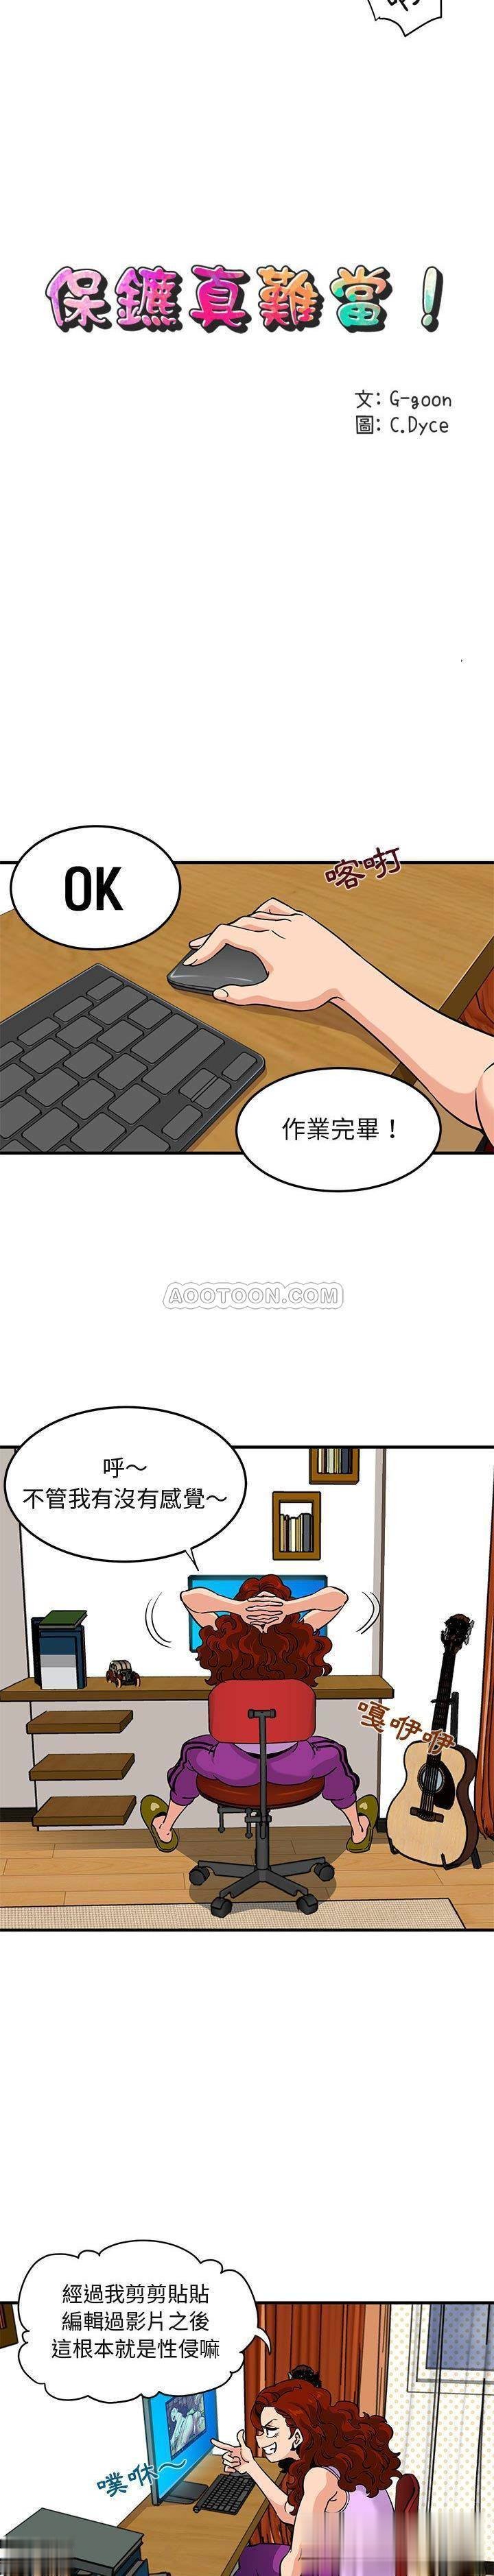 保鑣真難當！
文: G-goon
圖: C.Dyce
OK
喀啦
作業完畢！
AOOTOON.COM
呼～
不管我有沒有感覺～
嘎咿咿
經過我剪剪貼貼
編輯過影片之後
這根本就是性侵嘛
噗咻～